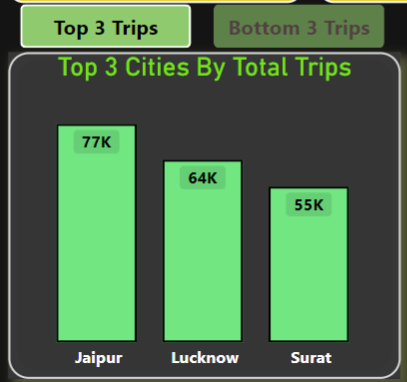 Top 3 Trips
Bottom 3 Trips
Top 3 Cities By Total Trips
77K
64K
55K
Jaipur
Lucknow
Surat